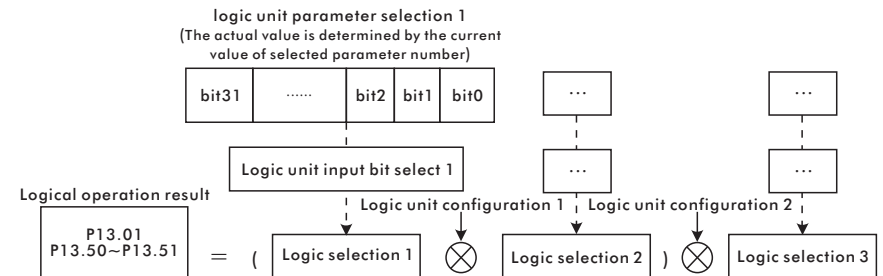 logic unit parameter selection 1
(The actual value is determined by the current
value of selected parameter number)
bit31 ...... bit2 bit1 bit0
... ...
Logic unit input bit select 1
... ...
Logical operation result
Logic unit configuration 1 Logic unit configuration 2
P13.01
P13.50~P13.51
= ( Logic selection 1 Logic selection 2 ) Logic selection 3